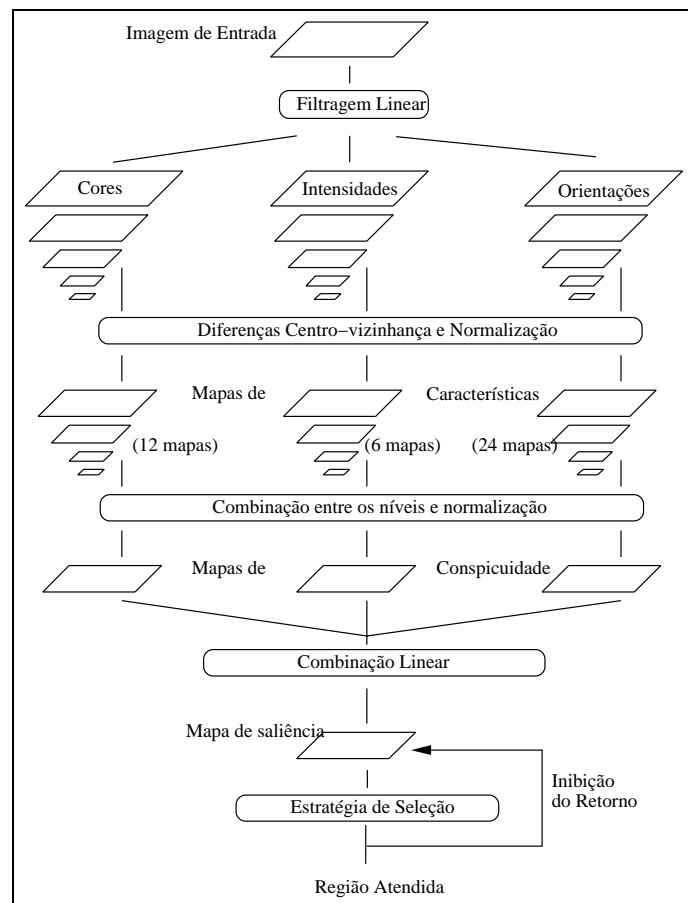 Imagem de Entrada
Filtragem Linear
Cores Intensidades Orientações
Diferenças Centro−vizinhança e Normalização
Mapas de Características
(12 mapas) (6 mapas) (24 mapas)
Combinação entre os níveis e normalização
Mapas de Conspicuidade
Combinação Linear
Mapa de saliência
Inibição
do Retorno
Estratégia de Seleção
Região Atendida